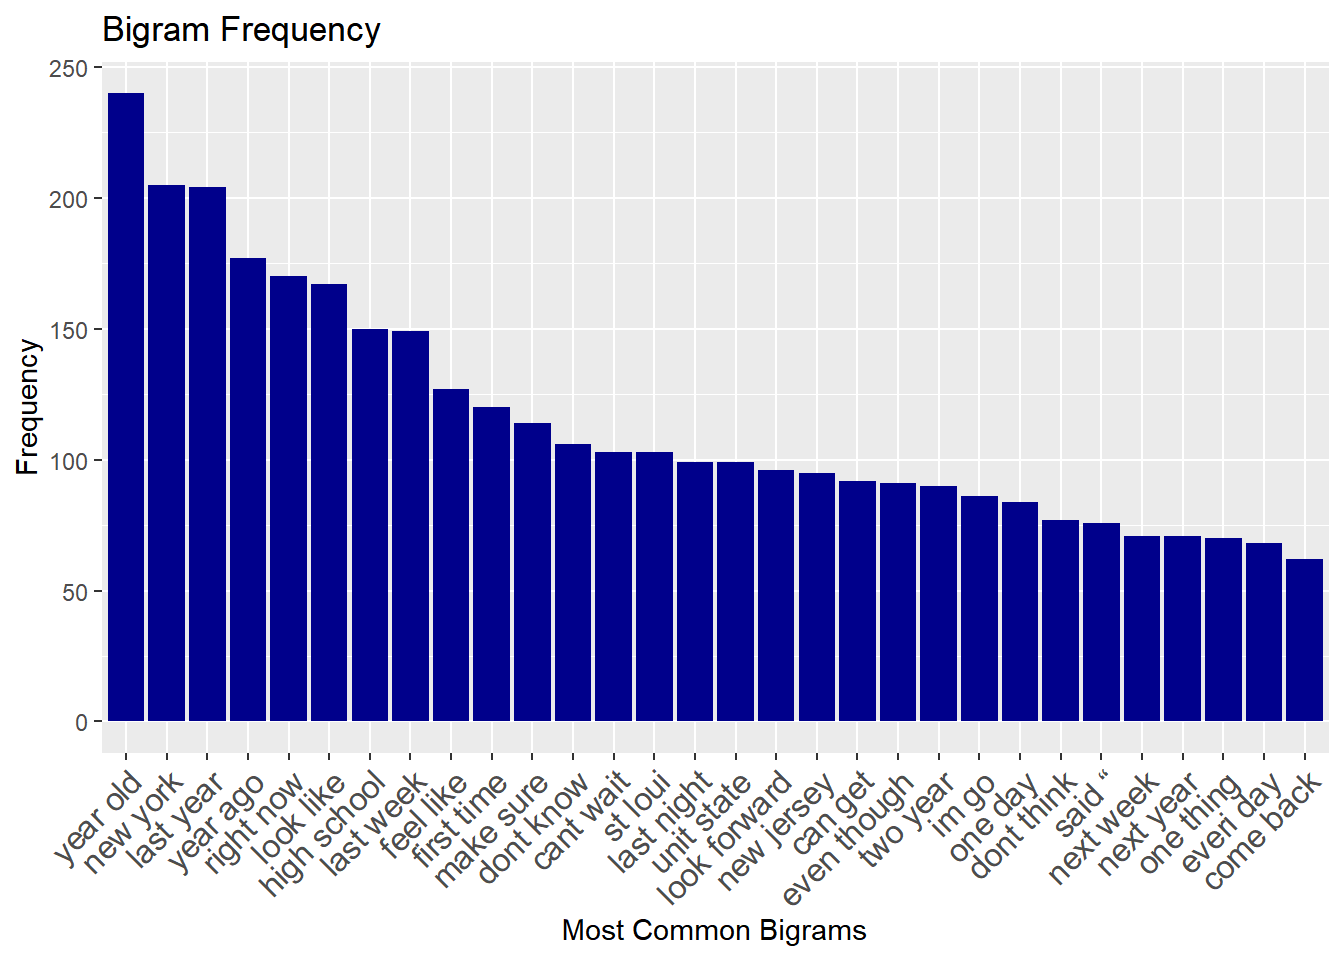 Bigram Frequency
250
200
150
100
50
0
Frequency
year old
new york
last year
year ago
right now
look like
high school
last week
feel like
first time
make sure
dont know
cant wait
st loui
last night
unit state
look forward
new jersey
can get
even though
two year
im go
one day
dont think
said “
next week
next year
one thing
everi day
come back
Most Common Bigrams